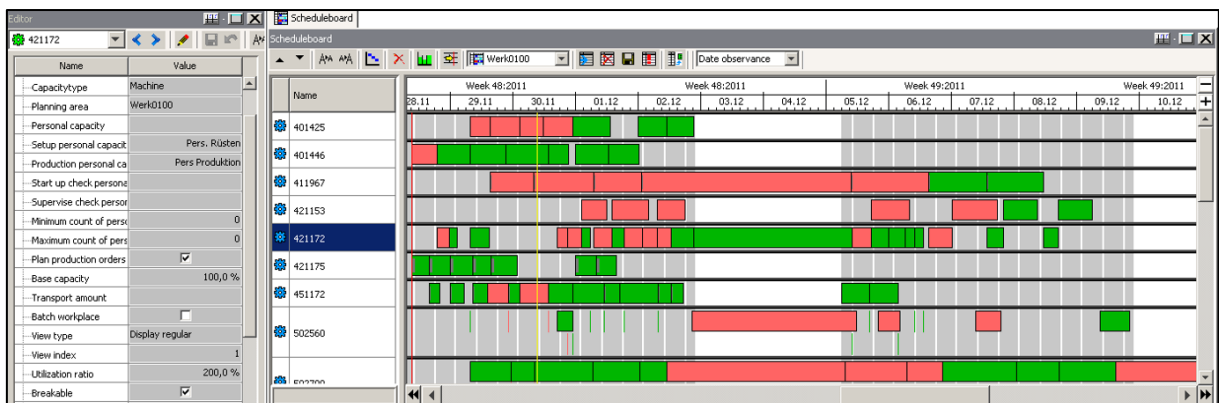 Editor
421172
Name Value
Capacitytype Machine
Planning area Werk0100
Personal capacity
Setup personal capacit Pers. Rüsten
Production personal ca Pers Produktion
Start up check persona
Supervise check persor
Minimum count of perso 0
Maximum count of pers 0
Plan production orders
Base capacity 100,0 %
Transport amount
Batch workplace
View type Display regular
View index 1
Utilization ratio 200,0 %
Breakable
Scheduleboard
Scheduleboard
Werk0100 Date observance
Name
Week 48:2011 Week 48:2011 Week 49:2011 Week 49:2011
28.11 29.11 30.11 01.12 02.12 03.12 04.12 05.12 06.12 07.12 08.12 09.12 10.12
401425
401446
411967
421153
421172
421175
451172
502560